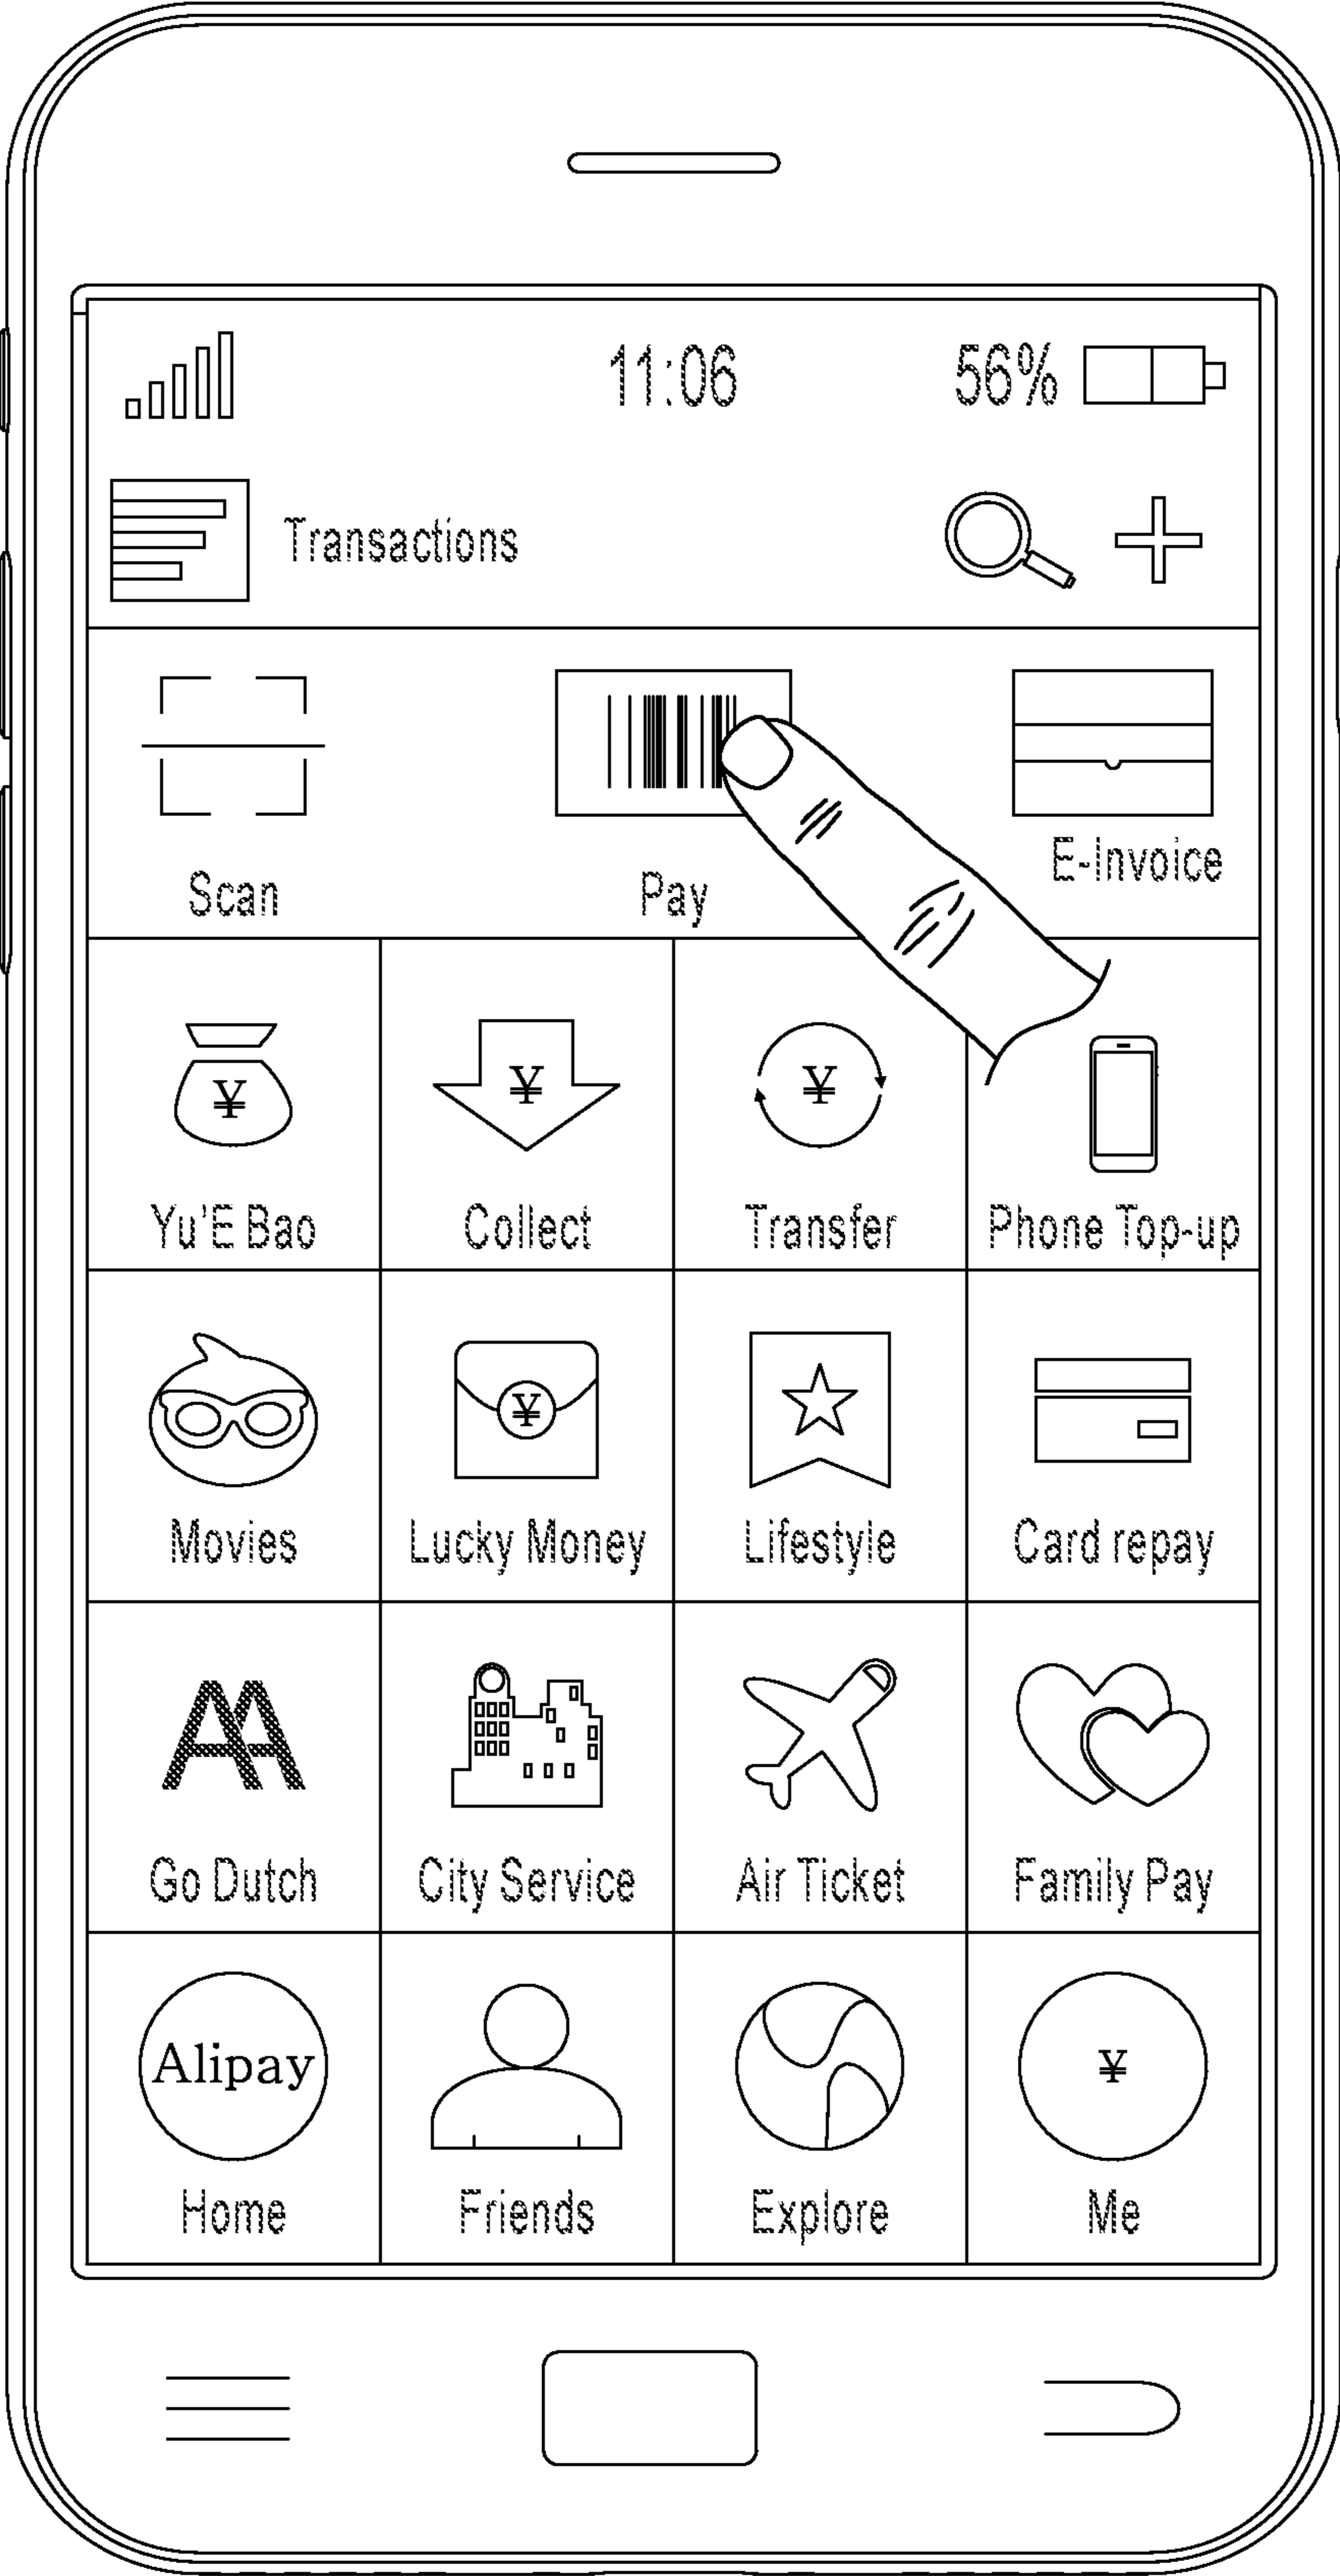 11:06 56%
Transactions
Scan Pay E-Invoice
¥ ¥ ¥
Yu'E Bao Collect Transfer Phone Top-up
¥
Movies Lucky Money Lifestyle Card repay
AA
Go Dutch City Service Air Ticket Family Pay
Alipay ¥
Home Friends Explore Me